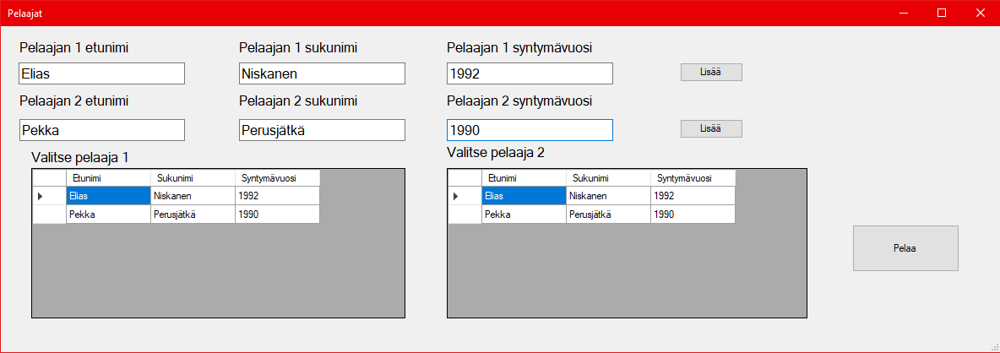 Pelaajat
Pelaajan 1 etunimi Pelaajan 1 sukunimi Pelaajan 1 syntymävuosi
Elias Niskanen 1992 Lisää
Pelaajan 2 etunimi Pelaajan 2 sukunimi Pelaajan 2 syntymävuosi
Pekka Perusjätkä 1990 Lisää
Valitse pelaaja 1 Valitse pelaaja 2
Etunimi Sukunimi Syntymävuosi Etunimi Sukunimi Syntymävuosi
Elias Niskanen 1992 Elias Niskanen 1992
Pekka Perusjätkä 1990 Pekka Perusjätkä 1990
Pelaa